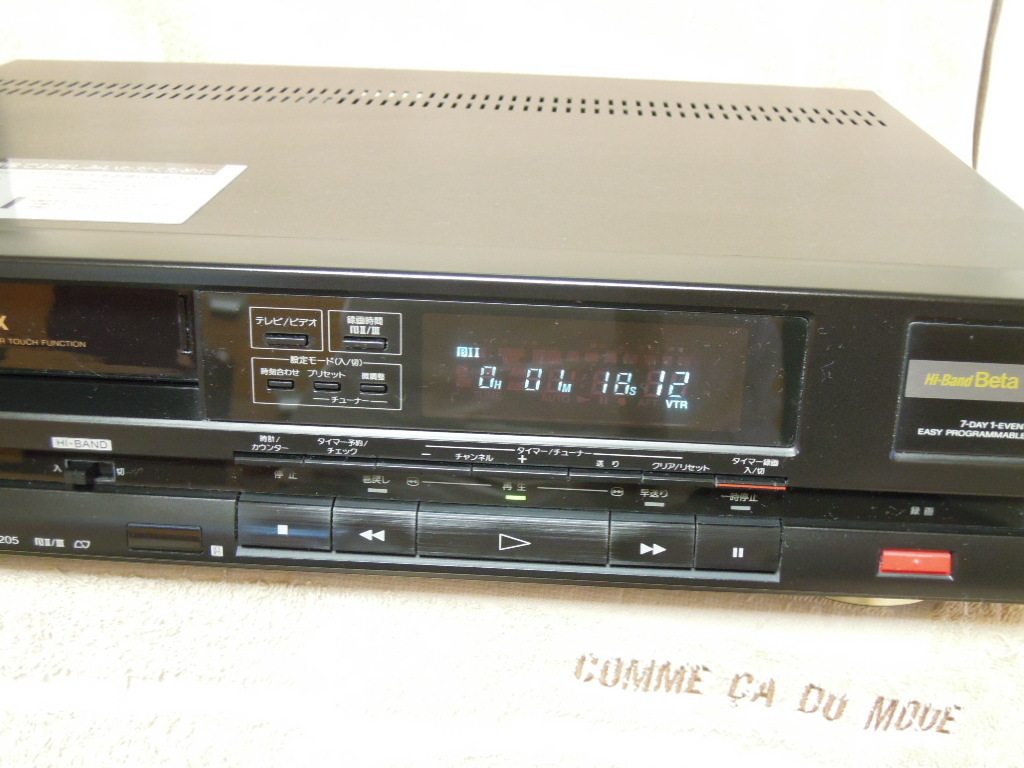 X
R TOUCH FUNCTION
テレビ/ビデオ
録画時間
βII/III
設定モード(入/切)
時刻合わせ プリセット 微調整
チューナー
βII
0H 01M 18S 12
VTR
Hi-Band Beta
7-DAY 1-EVEN
EASY PROGRAMMABLE
HI-BAND
入 切
時計/
カウンター
タイマー予約/
チェック
タイマー/チューナー
− チャンネル +
送り
クリア/リセット
タイマー録画
入/切
停止
巻戻し
再生
早送り
一時停止
録画
205 βII/III
COMME ÇA DU MODE